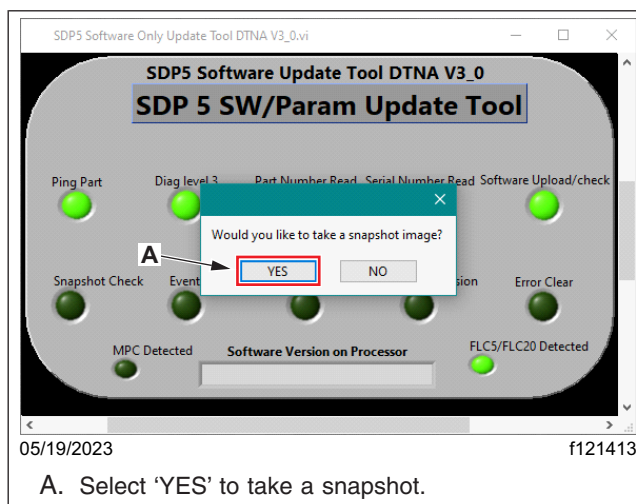 SDP5 Software Only Update Tool DTNA V3_0.vi
SDP5 Software Update Tool DTNA V3_0
SDP 5 SW/Param Update Tool
Ping Part Diag level 3 Part Number Read Serial Number Read Software Upload/check
Would you like to take a snapshot image?
A
YES NO
Snapshot Check Event sion Error Clear
MPC Detected Software Version on Processor FLC5/FLC20 Detected
05/19/2023 f121413
A. Select ‘YES’ to take a snapshot.